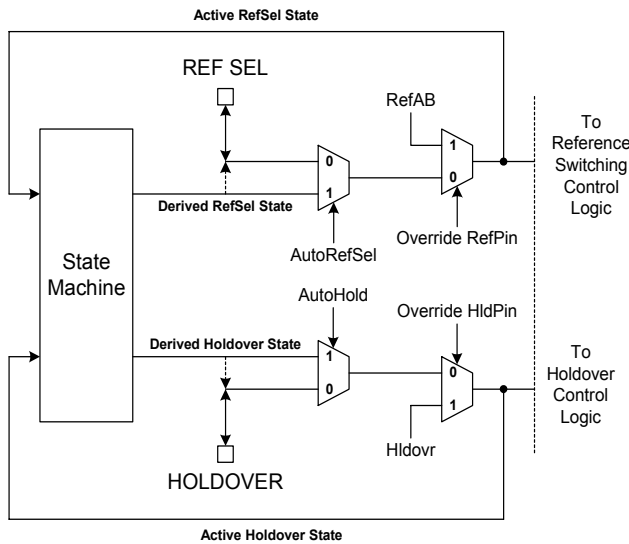 Active RefSel State
REF SEL
RefAB
To
Reference
Switching
Control
Logic
1
0
0
1
Derived RefSel State
Override RefPin
AutoRefSel
State
Machine
AutoHold
Override HldPin
Derived Holdover State
1
0
0
1
To
Holdover
Control
Logic
Hldovr
HOLDOVER
Active Holdover State